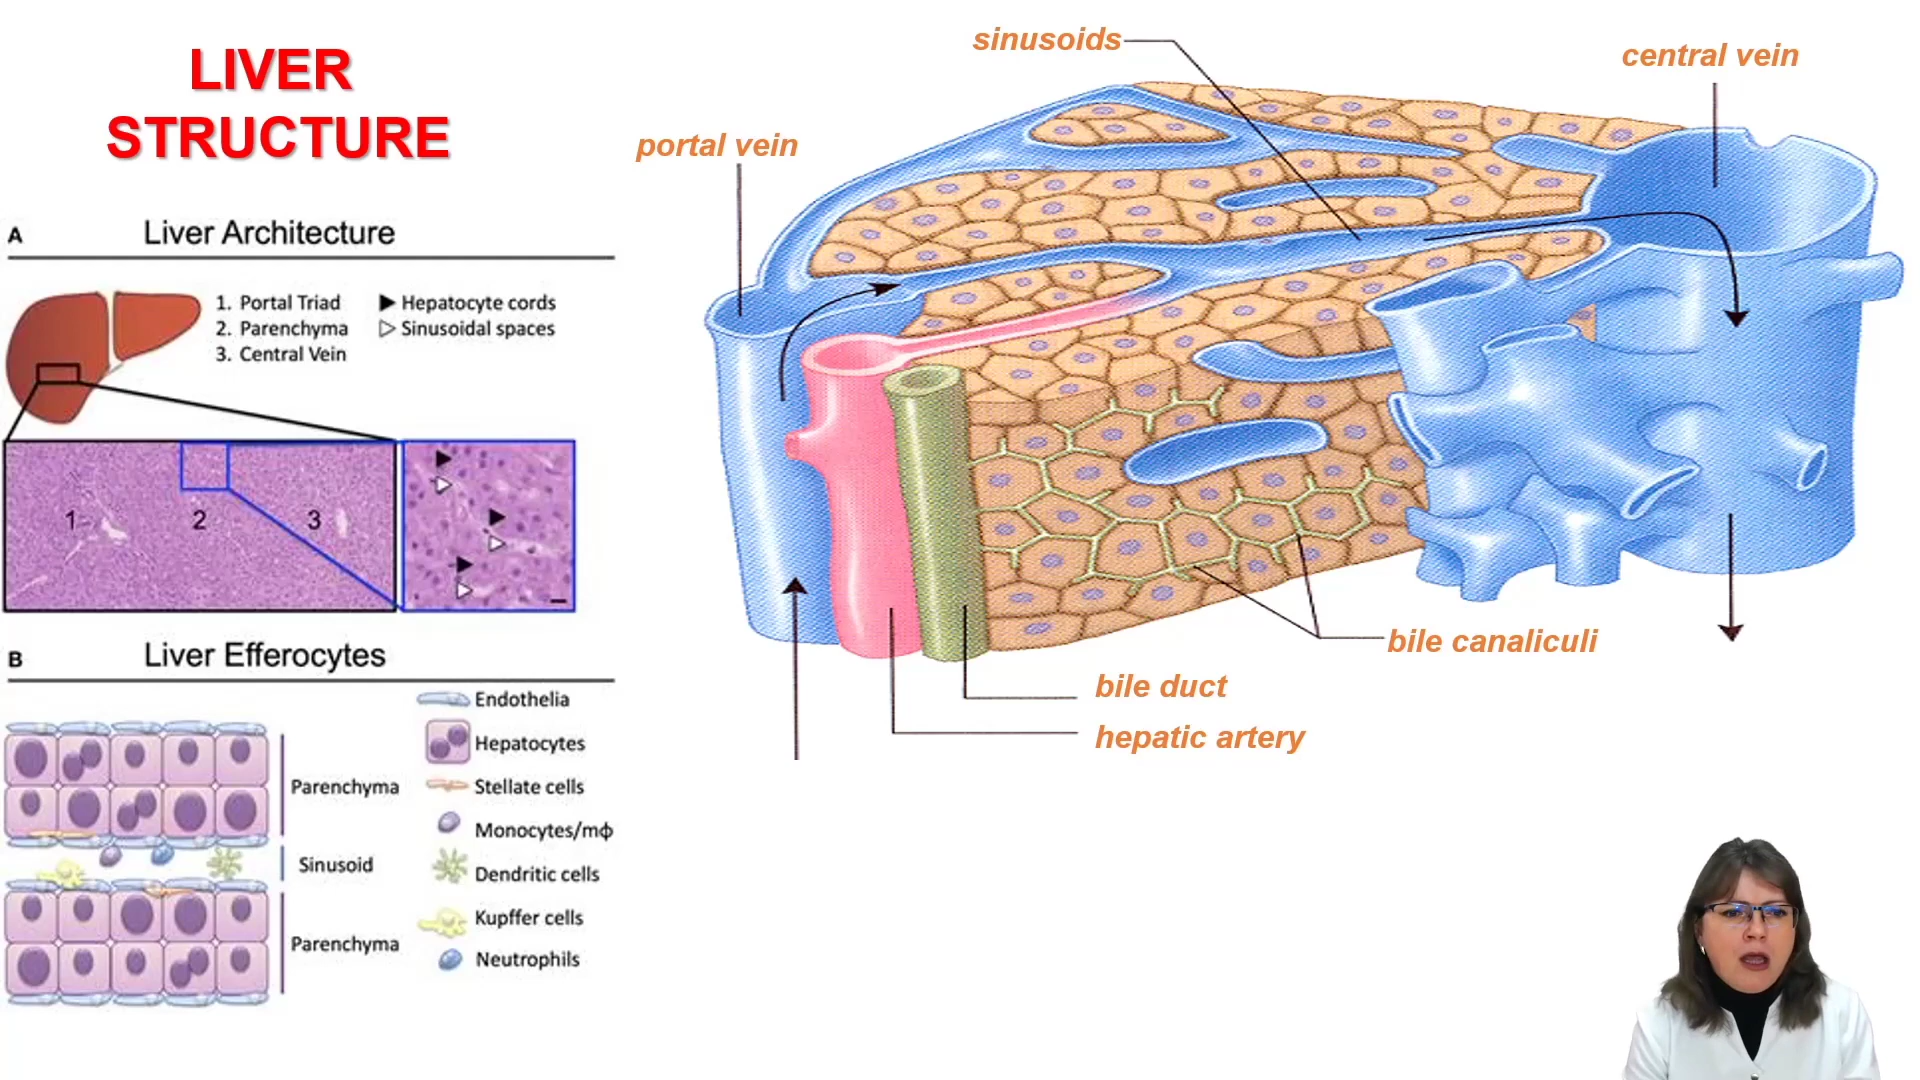 LIVER
STRUCTURE
A
Liver Architecture
1. Portal Triad
2. Parenchyma
3. Central Vein
Hepatocyte cords
Sinusoidal spaces
1
2
3
B
Liver Efferocytes
Parenchyma
Sinusoid
Parenchyma
Endothelia
Hepatocytes
Stellate cells
Monocytes/mϕ
Dendritic cells
Kupffer cells
Neutrophils
sinusoids
central vein
portal vein
bile canaliculi
bile duct
hepatic artery